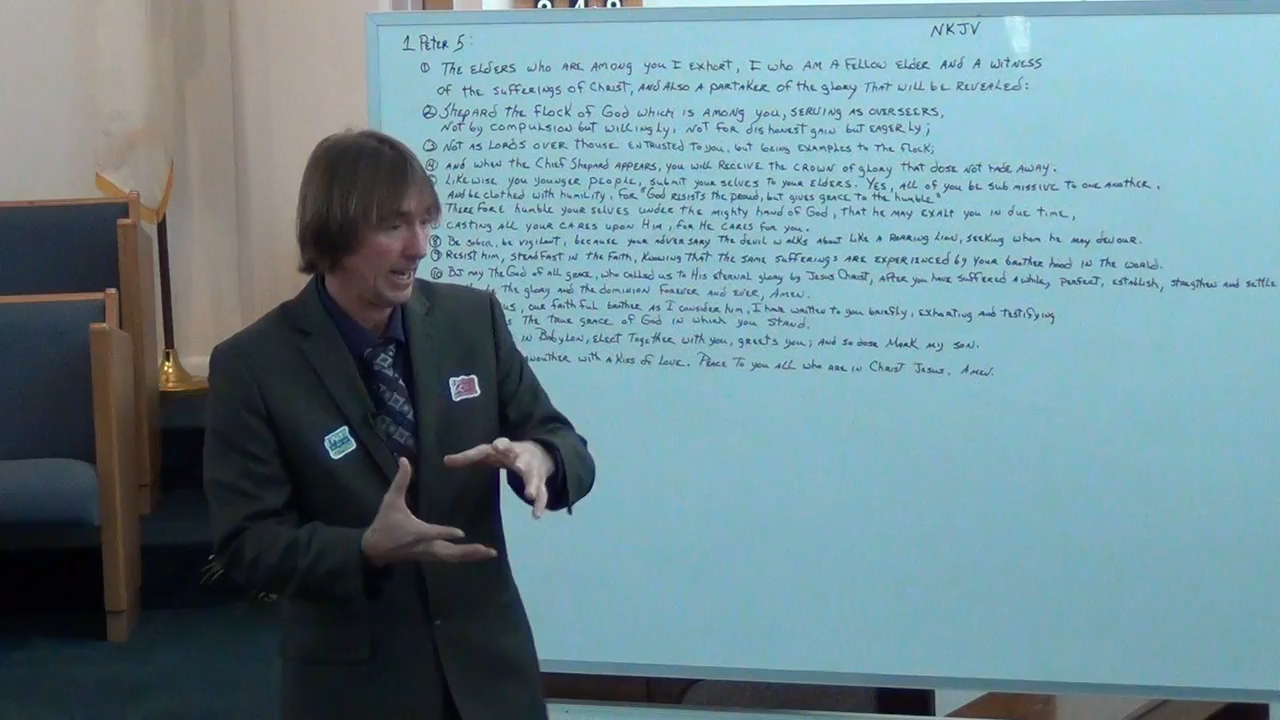 NKJV
1 Peter 5:
① The elders who are among you I exhort, I who am a fellow elder and a witness
of the sufferings of Christ, and also a partaker of the glory that will be revealed:
② Shepard the flock of God which is among you, serving as overseers,
not by compulsion but willingly, not for dishonest gain but eagerly;
③ Not as lords over thouse entrusted to you, but being examples to the flock;
④ And when the Chief Shepard appears, you will receive the crown of glory that dose not fade away.
Likewise you younger people, submit your selves to your elders. Yes, all of you be submissive to one another,
And be clothed with humility, for "God resists the proud, but gives grace to the humble"
Therefore humble your selves under the mighty hand of God, that he may exalt you in due time,
casting all your cares upon Him, for He cares for you.
⑧ Be sober, be vigilant, because your adversary the devil walks about like a roaring lion, seeking whom he may devour.
⑨ Resist him, steadfast in the faith, knowing that the same sufferings are experienced by your brother hood in the world.
⑩ But may the God of all grace, who called us to His eternal glory by Jesus Christ, after you have suffered a while, perfect, establish, strengthen and settle
be the glory and the dominion forever and ever, Amen.
us, our faithful brother as I consider him, I have written to you briefly, exhorting and testifying
the true grace of God in which you stand.
in Babylon, elect together with you, greets you; and so dose Mark my son.
anouther with a kiss of love. Peace to you all who are in Christ Jesus. Amen.